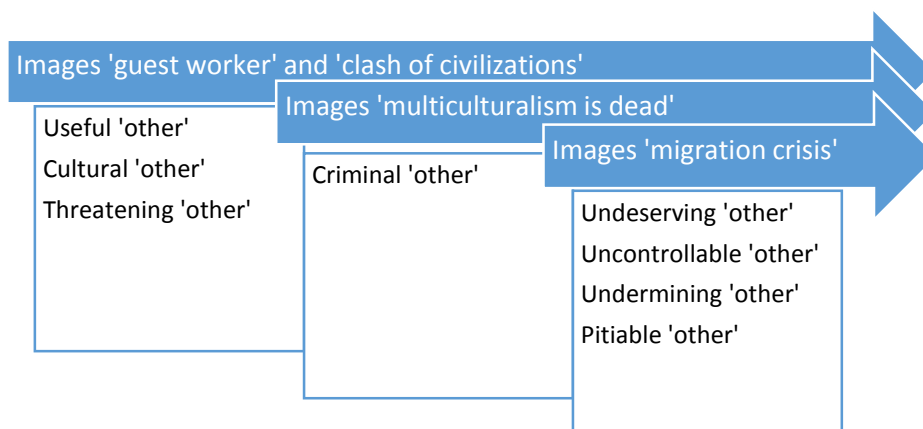 Images 'guest worker' and 'clash of civilizations'
Useful 'other'
Cultural 'other'
Threatening 'other'
Images 'multiculturalism is dead'
Criminal 'other'
Images 'migration crisis'
Undeserving 'other'
Uncontrollable 'other'
Undermining 'other'
Pitiable 'other'